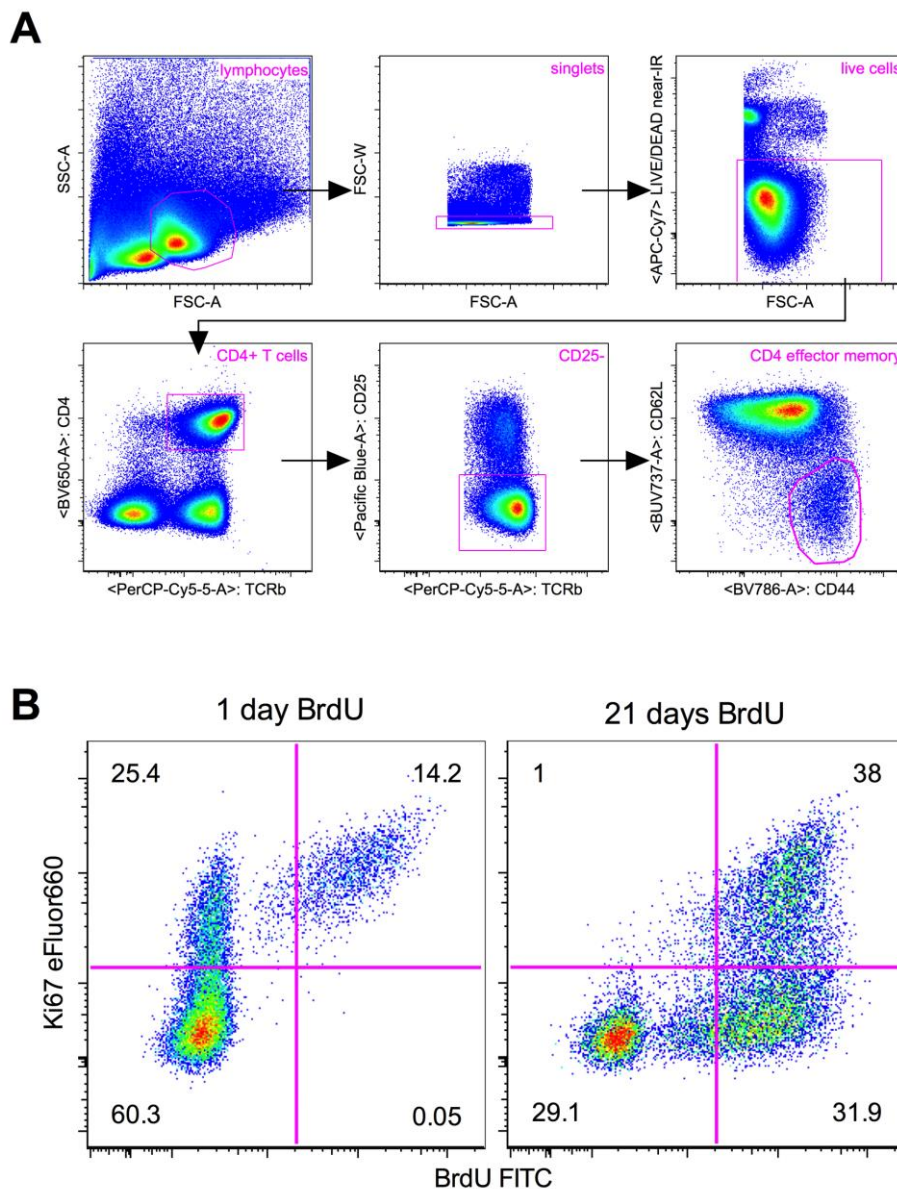 A
lymphocytes
SSC-A
FSC-A
singlets
FSC-W
FSC-A
live cells
<APC-Cy7> LIVE/DEAD near-IR
FSC-A
CD4+ T cells
<BV650-A>: CD4
<PerCP-Cy5-5-A>: TCRb
CD25-
<Pacific Blue-A>: CD25
<PerCP-Cy5-5-A>: TCRb
CD4 effector memory
<BUV737-A>: CD62L
<BV786-A>: CD44
B
1 day BrdU
21 days BrdU
Ki67 eFluor660
25.4
14.2
60.3
0.05
1
38
29.1
31.9
BrdU FITC